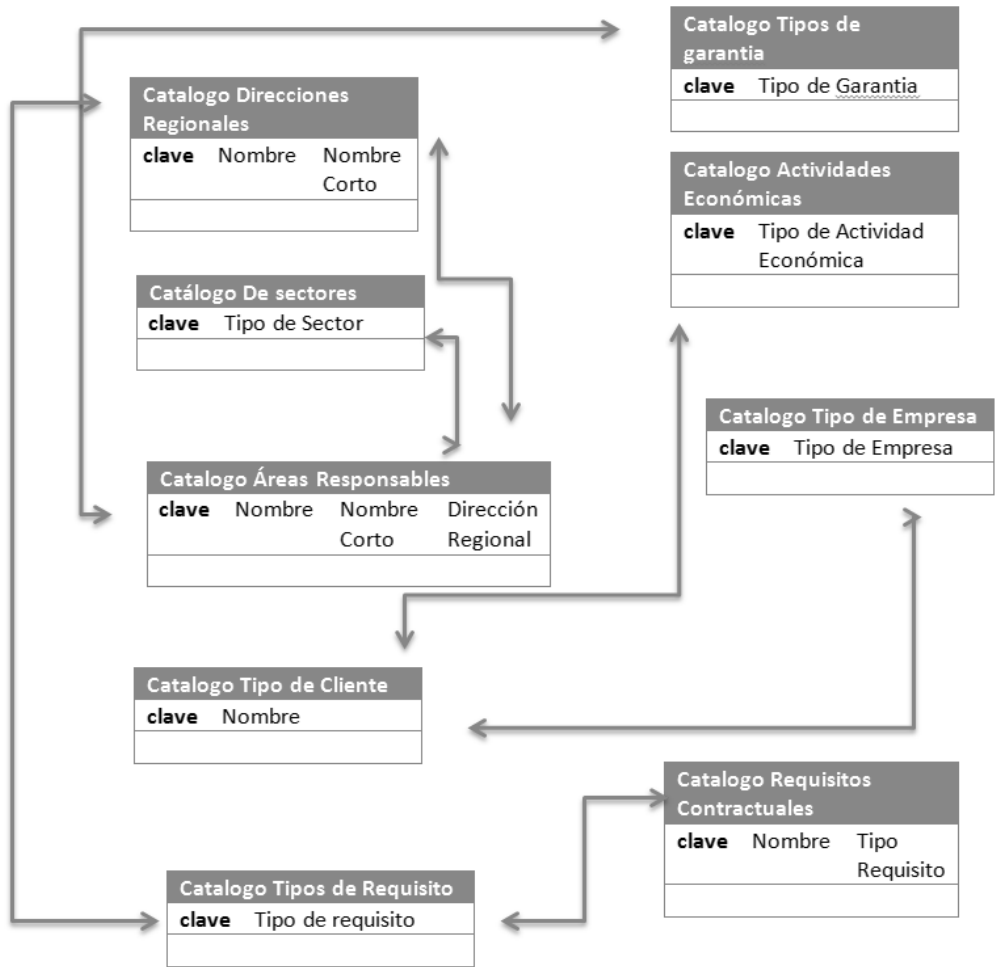 Catalogo Tipos de
garantia
clave Tipo de Garantia
Catalogo Direcciones
Regionales
clave Nombre Nombre
Corto
Catalogo Actividades
Económicas
clave Tipo de Actividad
Económica
Catálogo De sectores
clave Tipo de Sector
Catalogo Tipo de Empresa
clave Tipo de Empresa
Catalogo Áreas Responsables
clave Nombre Nombre Dirección
Corto Regional
Catalogo Tipo de Cliente
clave Nombre
Catalogo Requisitos
Contractuales
clave Nombre Tipo
Requisito
Catalogo Tipos de Requisito
clave Tipo de requisito